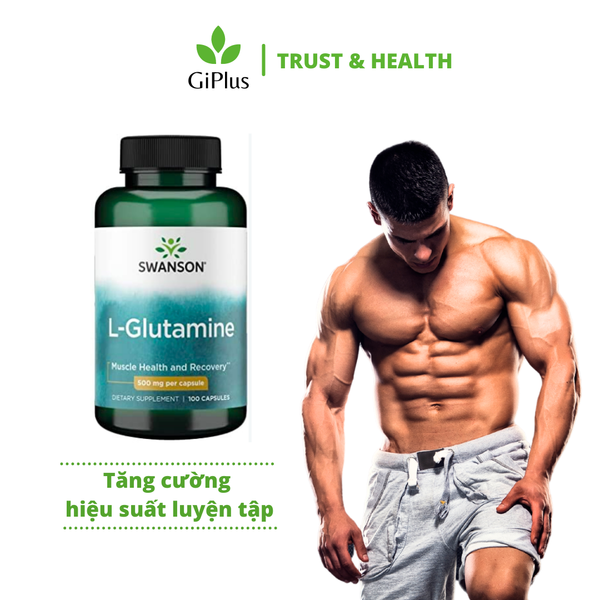 GiPlus
TRUST & HEALTH
SWANSON®
L-Glutamine
Muscle Health and Recovery**
500 mg per capsule
DIETARY SUPPLEMENT | 100 CAPSULES
Tăng cường
hiệu suất luyện tập